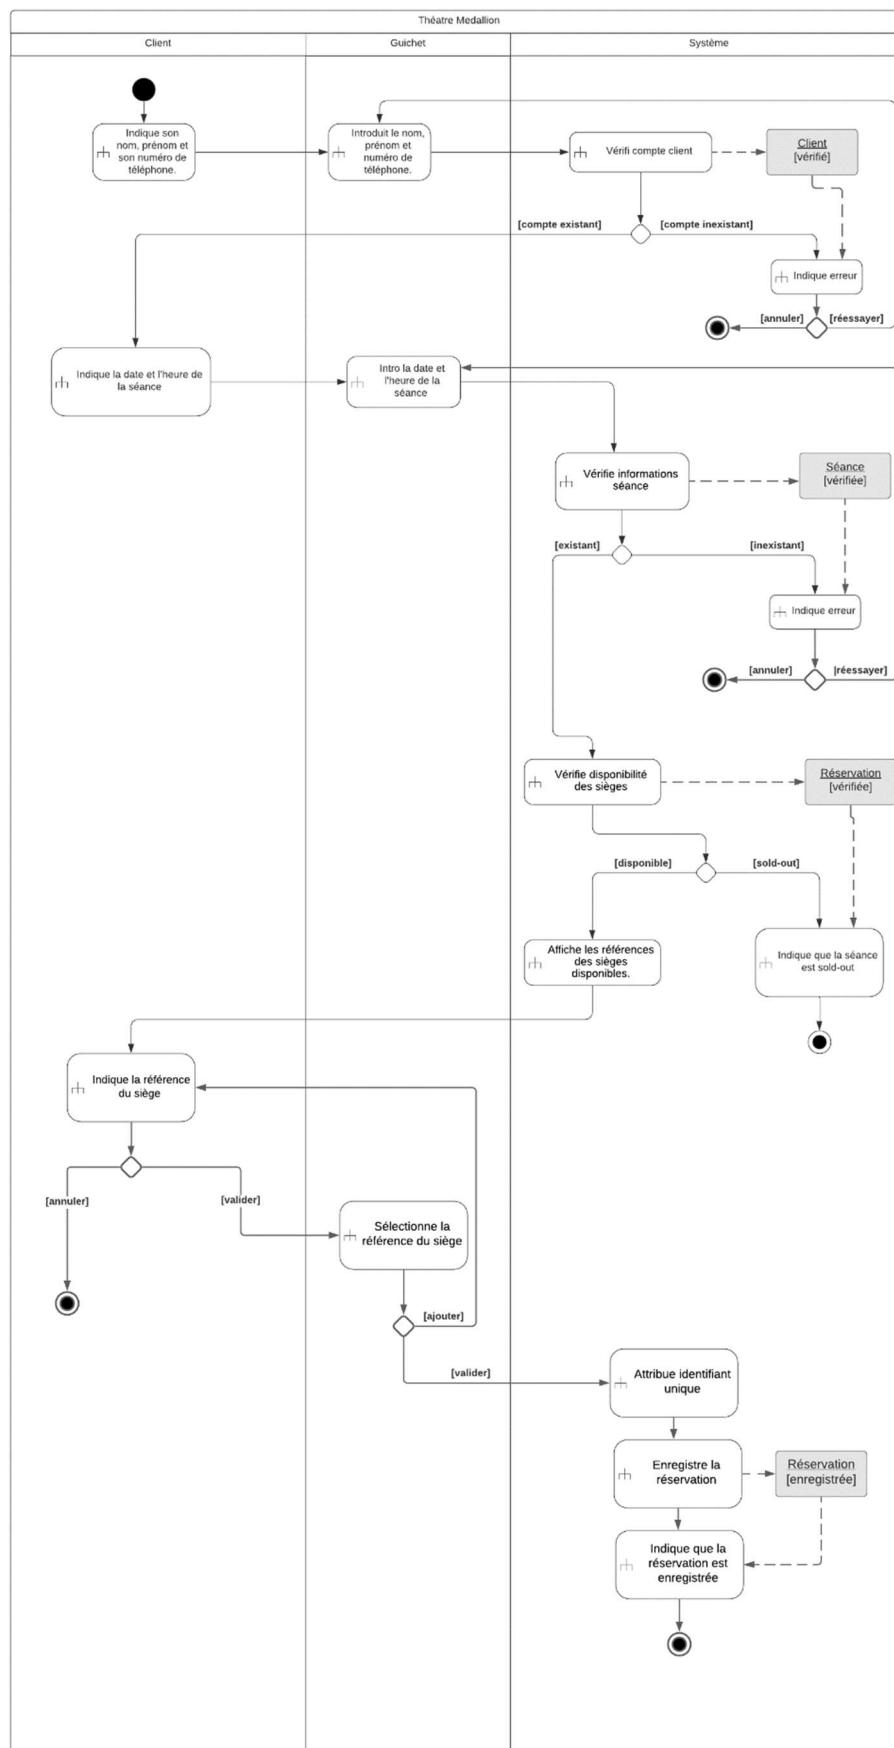 Théatre Medallion
Client
Guichet
Système
Indique son
nom, prénom et
son numéro de
téléphone.
Introduit le nom,
prénom et
numéro de
téléphone.
Vérifi compte client
Client
[vérifié]
[compte existant]
[compte inexistant]
Indique erreur
[annuler]
[réessayer]
Indique la date et l'heure de
la séance
Intro la date et
l'heure de la
séance
Vérifie informations
séance
Séance
[vérifiée]
[existant]
[inexistant]
Indique erreur
[annuler]
[réessayer]
Vérifie disponibilité
des sièges
Réservation
[vérifiée]
[disponible]
[sold-out]
Affiche les références
des sièges
disponibles.
Indique que la séance
est sold-out
Indique la référence
du siège
[annuler]
[valider]
Sélectionne la
référence du siège
[ajouter]
[valider]
Attribue identifiant
unique
Enregistre la
réservation
Réservation
[enregistrée]
Indique que la
réservation est
enregistrée